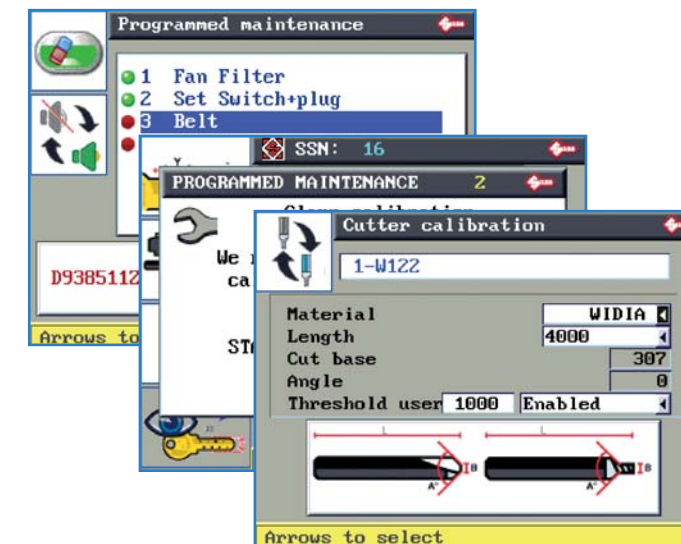 Programmed maintenance
1 Fan Filter
2 Set Switch+plug
3 Belt
D9385112
Arrows to
SSN: 16
PROGRAMMED MAINTENANCE 2
We
ca
Cutter calibration
1-W122
Material WIDIA
Length 4000
Cut base 307
Angle 0
Threshold user 1000 Enabled
L L
B B
A° A°
Arrows to select